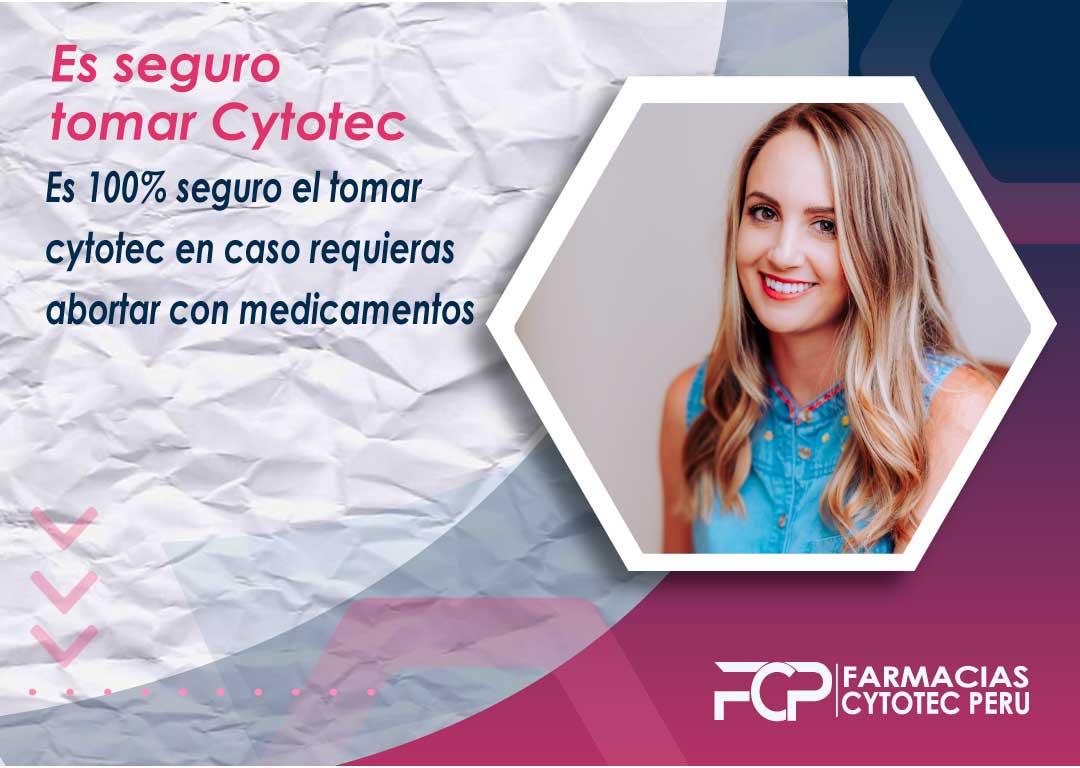 Es seguro
tomar Cytotec
Es 100% seguro el tomar
cytotec en caso requieras
abortar con medicamentos
FCP
FARMACIAS
CYTOTEC PERU